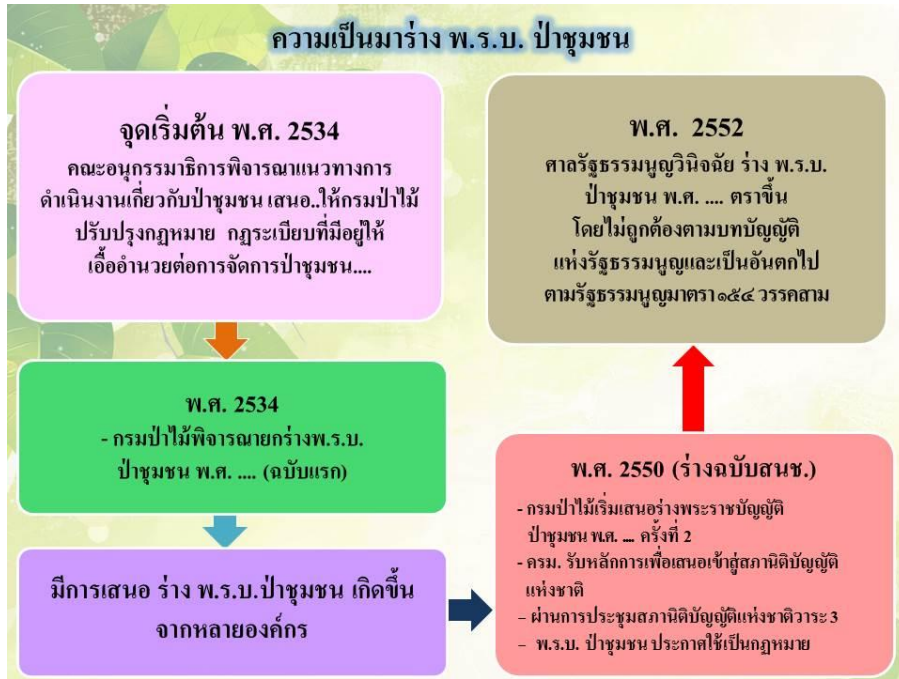 ความเป็นมาร่าง พ.ร.บ. ป่าชุมชน
จุดเริ่มต้น พ.ศ. 2534
คณะอนุกรรมาธิการพิจารณาแนวทางการ
ดำเนินงานเกี่ยวกับป่าชุมชน เสนอ..ให้กรมป่าไม้
ปรับปรุงกฎหมาย กฎระเบียบที่มีอยู่ให้
เอื้ออำนวยต่อการจัดการป่าชุมชน....
พ.ศ. 2534
- กรมป่าไม้พิจารณายกร่างพ.ร.บ.
ป่าชุมชน พ.ศ. .... (ฉบับแรก)
มีการเสนอ ร่าง พ.ร.บ.ป่าชุมชน เกิดขึ้น
จากหลายองค์กร
พ.ศ. 2550 (ร่างฉบับสนช.)
- กรมป่าไม้เริ่มเสนอร่างพระราชบัญญัติ
ป่าชุมชน พ.ศ. .... ครั้งที่ 2
- ครม. รับหลักการเพื่อเสนอเข้าสู่สภานิติบัญญัติ
แห่งชาติ
- ผ่านการประชุมสภานิติบัญญัติแห่งชาติวาระ 3
- พ.ร.บ. ป่าชุมชน ประกาศใช้เป็นกฎหมาย
พ.ศ. 2552
ศาลรัฐธรรมนูญวินิจฉัย ร่าง พ.ร.บ.
ป่าชุมชน พ.ศ. .... ตราขึ้น
โดยไม่ถูกต้องตามบทบัญญัติ
แห่งรัฐธรรมนูญและเป็นอันตกไป
ตามรัฐธรรมนูญมาตรา ๑๕๔ วรรคสาม